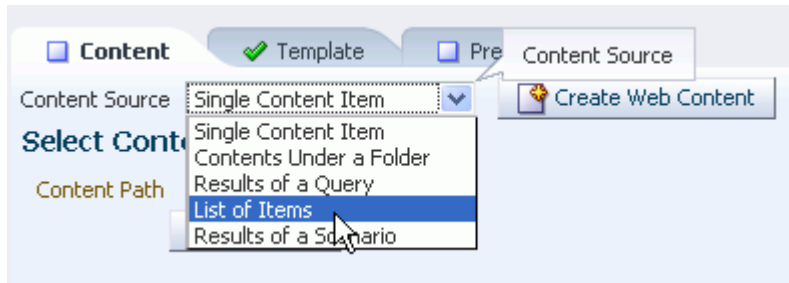 Content
Template
Pre
Content Source
Content Source
Single Content Item
Create Web Content
Select Conte
Single Content Item
Contents Under a Folder
Content Path
Results of a Query
List of Items
Results of a Scenario